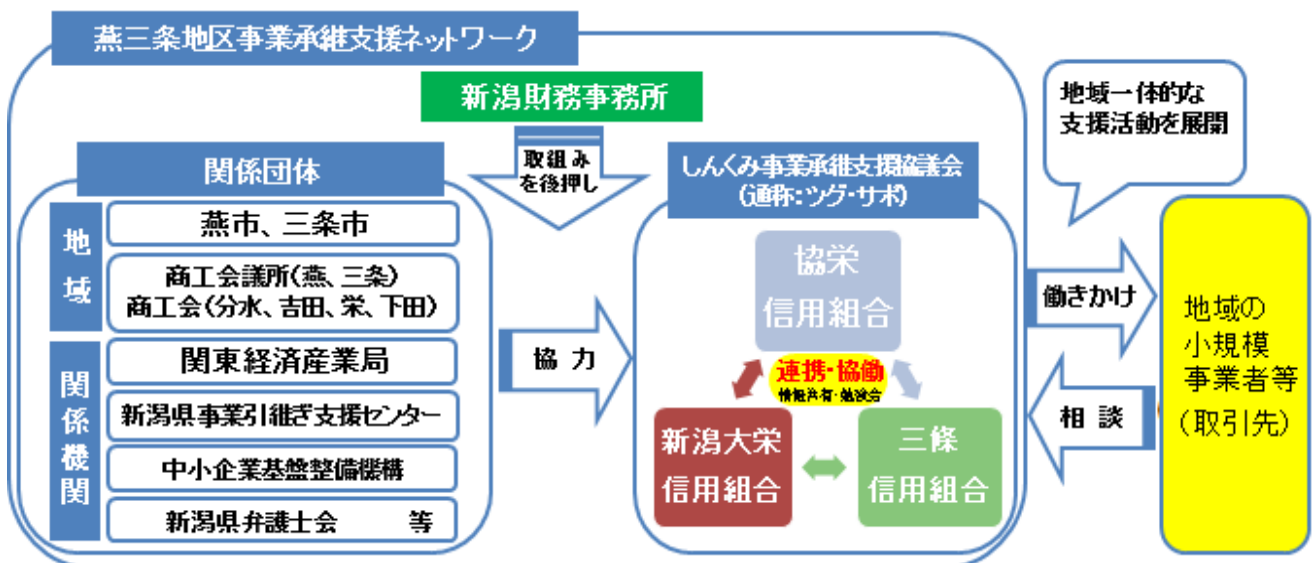 燕三条地区事業承継支援ネットワーク
新潟財務事務所
取組み
を後押し
地域一体的な
支援活動を展開
関係団体
地域
燕市、三条市
商工会議所(燕、三条)
商工会(分水、吉田、栄、下田)
関係機関
関東経済産業局
新潟県事業引継ぎ支援センター
中小企業基盤整備機構
新潟県弁護士会 等
協 力
しんくみ事業承継支援協議会
(通称:ツグ・サポ)
協栄
信用組合
連携・協働
情報共有・勉強会
新潟大栄
信用組合
三條
信用組合
働きかけ
相 談
地域の
小規模
事業者等
(取引先)